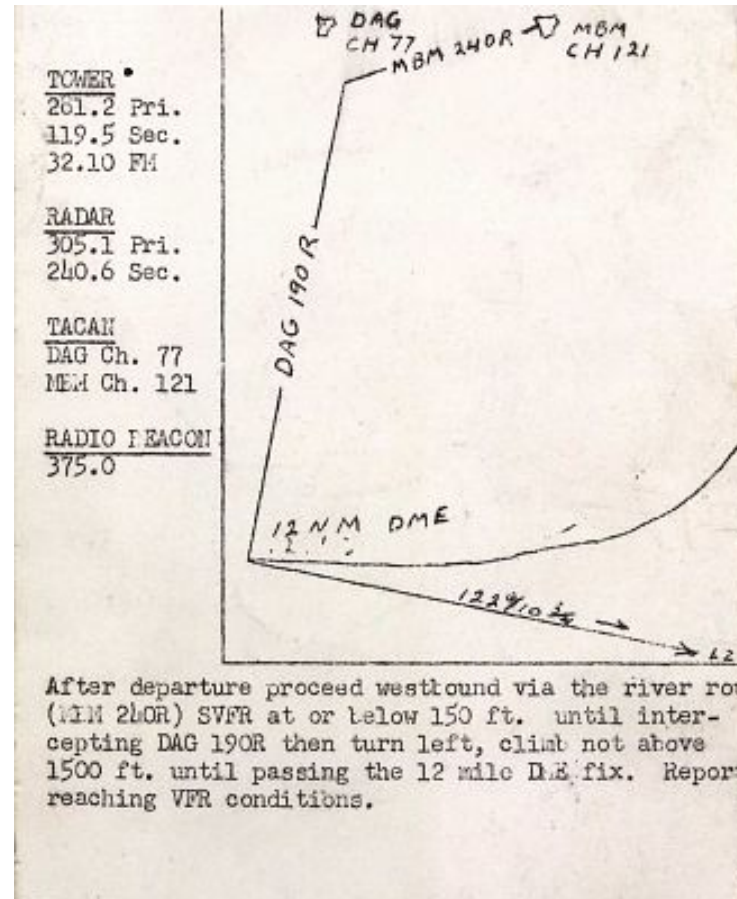 DAG
CH 77
MBM 240R
MBM
CH 121
TOWER
261.2 Pri.
119.5 Sec.
32.10 FM
RADAR
305.1 Pri.
240.6 Sec.
TACAN
DAG Ch. 77
MBM Ch. 121
RADIO BEACON
375.0
DAG 190 R
12 NM DME
After departure proceed westbound via the river rou
(MBM 240R) SVFR at or below 150 ft. until inter-
cepting DAG 190R then turn left, climb not above
1500 ft. until passing the 12 mile DME fix. Repor
reaching VFR conditions.